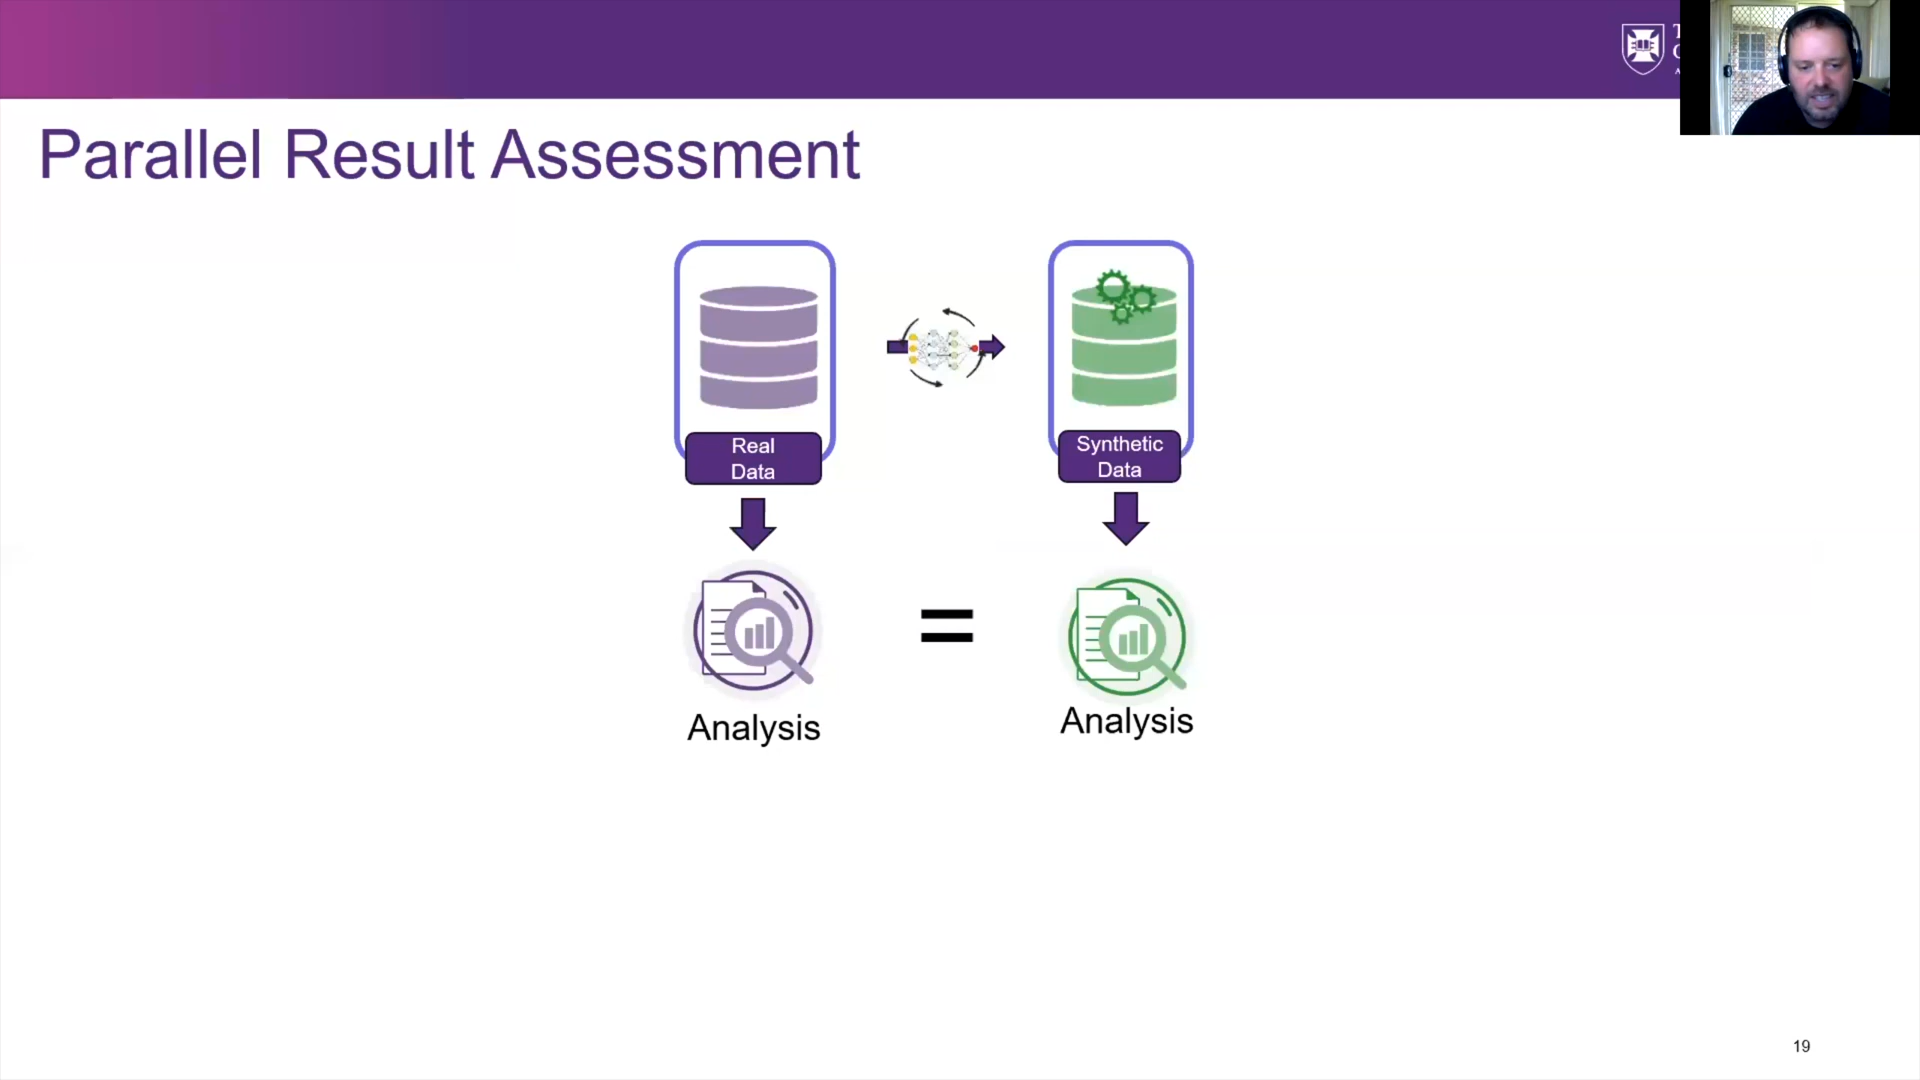 Parallel Result Assessment
Real
Data
Synthetic
Data
=
Analysis
Analysis
19